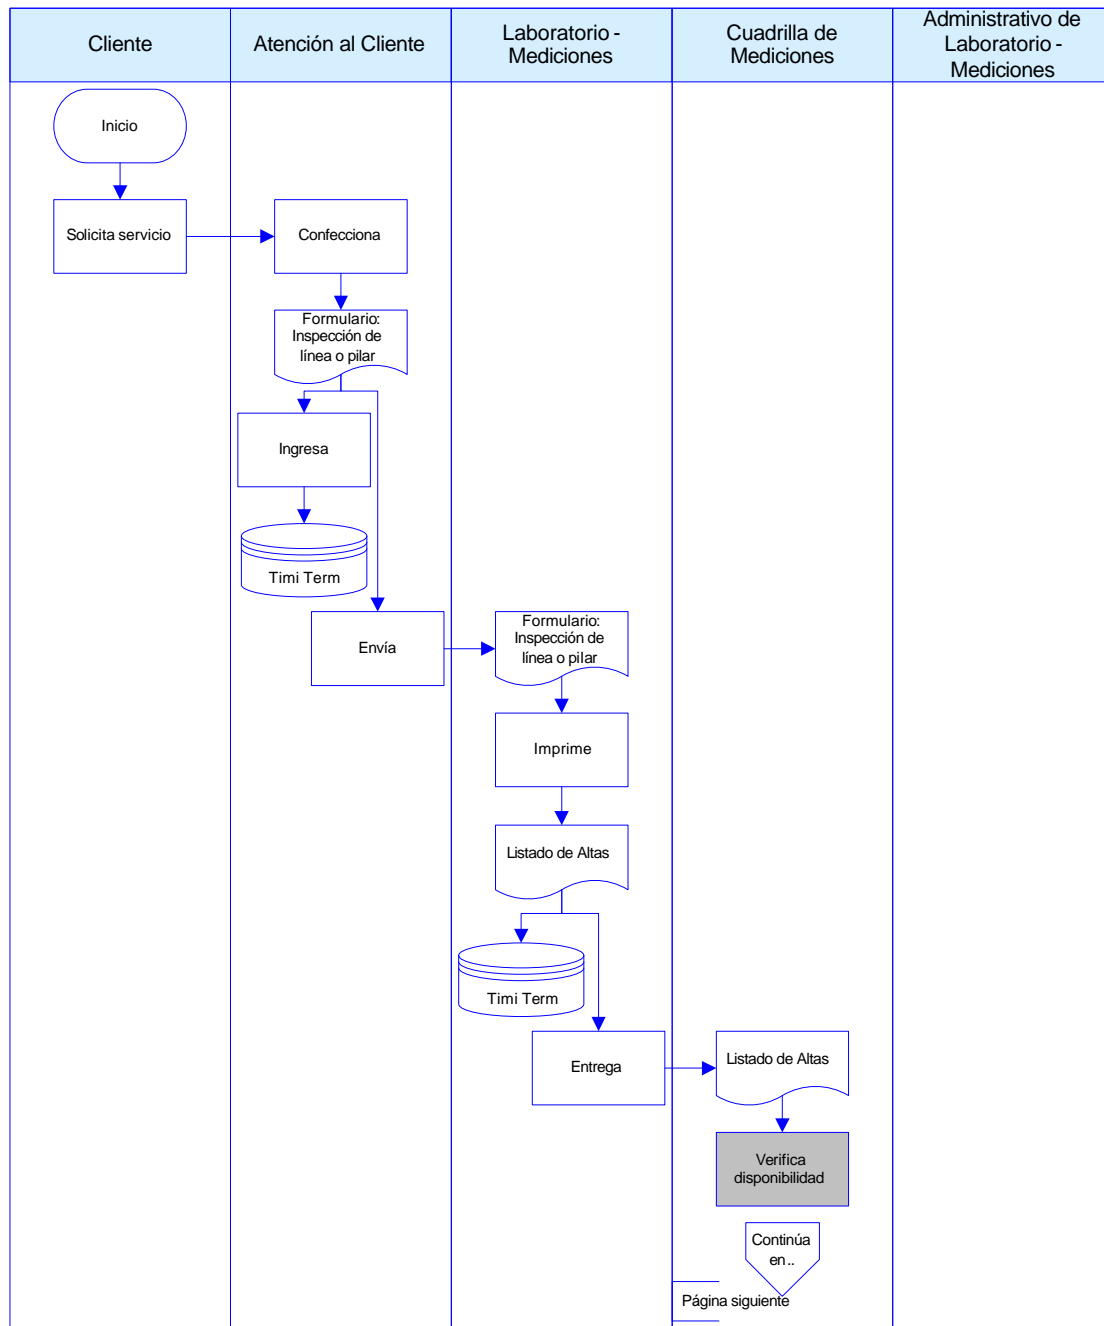 Cliente
Atención al Cliente
Laboratorio -
Mediciones
Cuadrilla de
Mediciones
Administrativo de
Laboratorio -
Mediciones
Inicio
Solicita servicio
Confecciona
Formulario:
Inspección de
línea o pilar
Ingresa
Timi Term
Envía
Formulario:
Inspección de
línea o pilar
Imprime
Listado de Altas
Timi Term
Entrega
Listado de Altas
Verifica
disponibilidad
Continúa
en..
Página siguiente